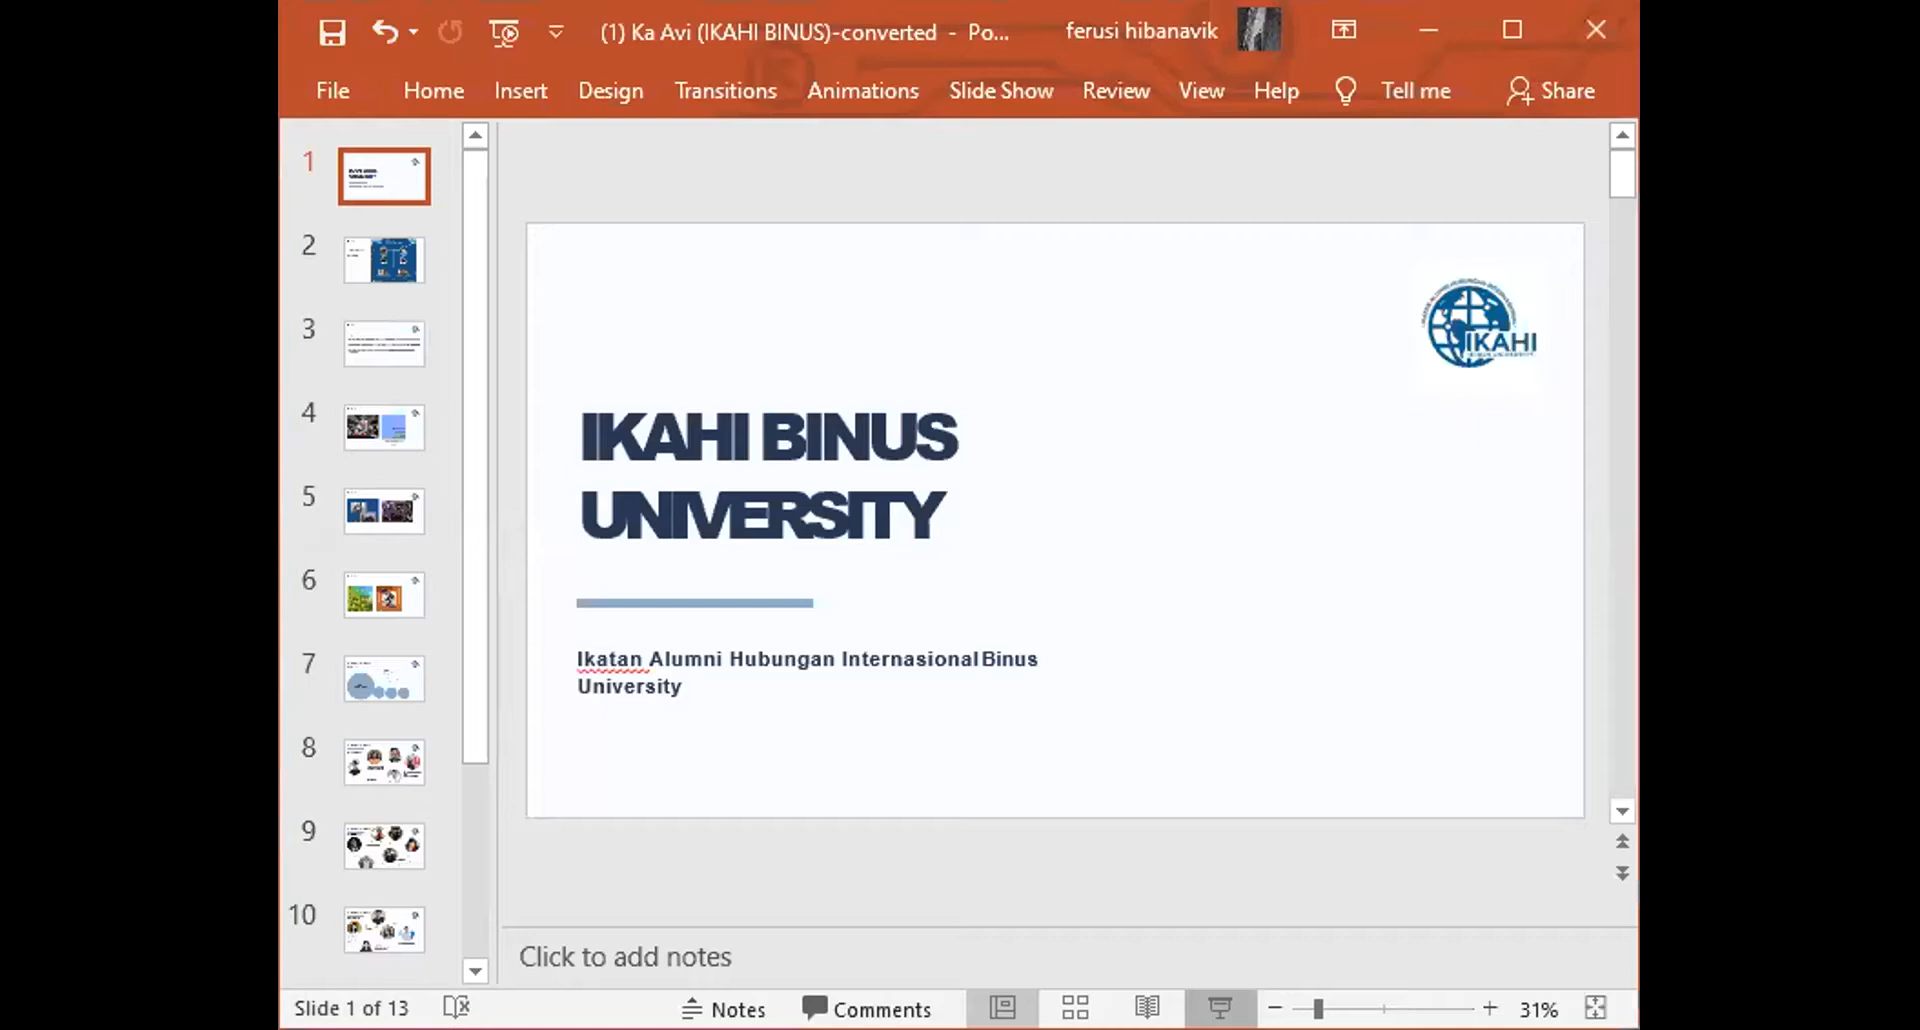 (1) Ka Avi (IKAHI BINUS)-converted - Po...
ferusi hibanavik
File
Home
Insert
Design
Transitions
Animations
Slide Show
Review
View
Help
Tell me
Share
1
2
3
4
5
6
7
8
9
10
IKAHI
IKAHI BINUS
UNIVERSITY
Ikatan Alumni Hubungan Internasional Binus
University
Click to add notes
Slide 1 of 13
Notes
Comments
31%